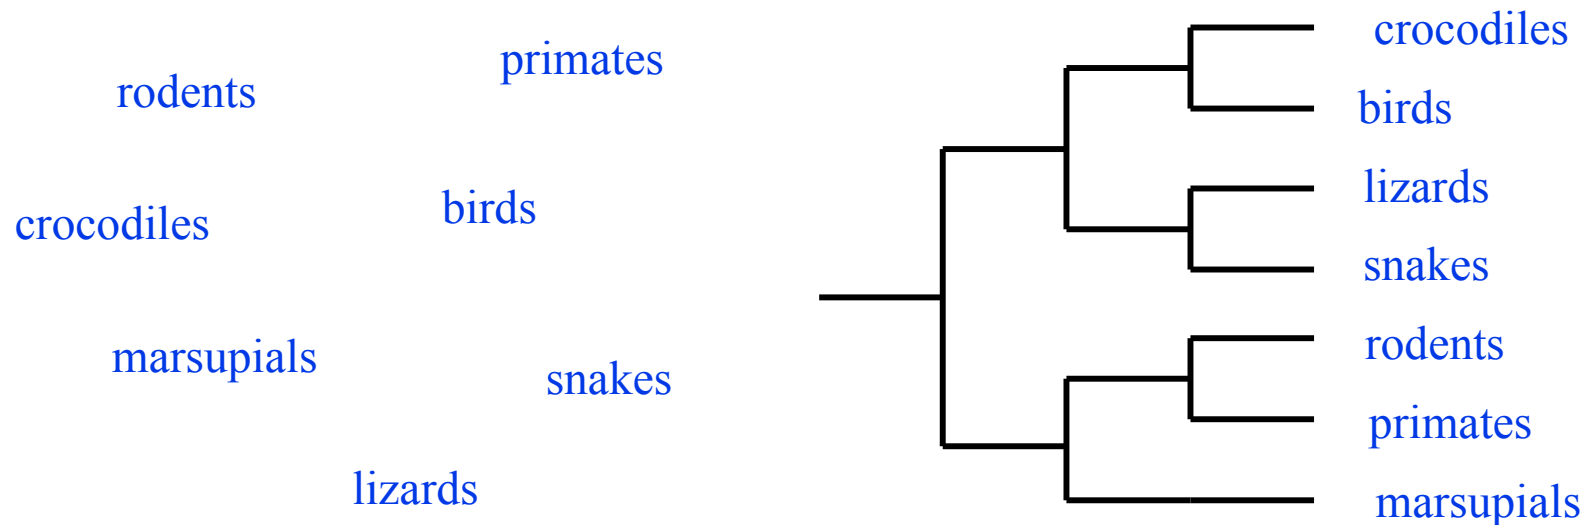 primates
rodents
birds
crocodiles
marsupials
snakes
lizards
crocodiles
birds
lizards
snakes
rodents
primates
marsupials